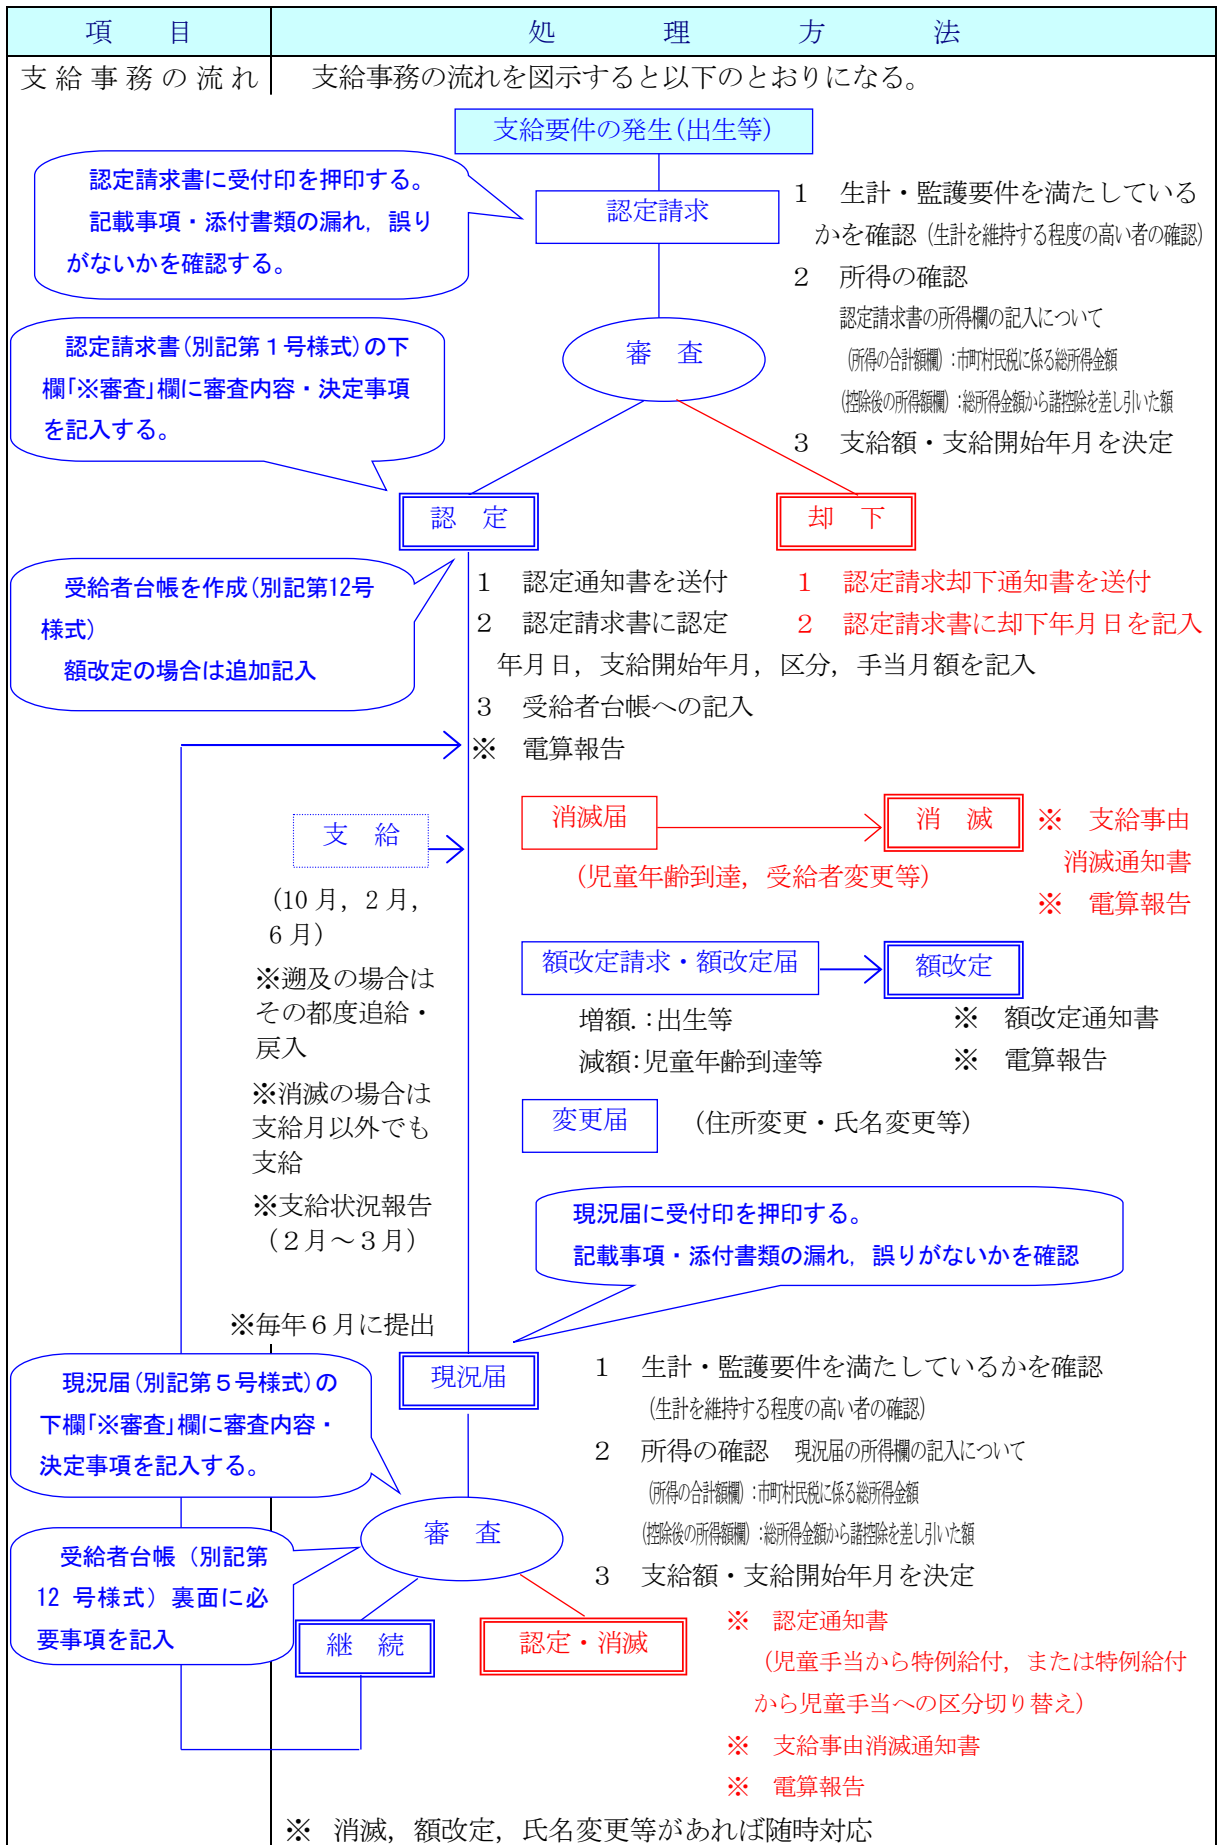 項　目
処　理　方　法
支給事務の流れ
支給事務の流れを図示すると以下のとおりになる。
支給要件の発生(出生等)
認定請求書に受付印を押印する。
記載事項・添付書類の漏れ，誤り
がないかを確認する。
認定請求
１　生計・監護要件を満たしている
かを確認（生計を維持する程度の高い者の確認）
２　所得の確認
認定請求書の所得欄の記入について
（所得の合計額欄）：市町村民税に係る総所得金額
（控除後の所得額欄）：総所得金額から諸控除を差し引いた額
３　支給額・支給開始年月を決定
認定請求書(別記第１号様式)の下
欄「※審査」欄に審査内容・決定事項
を記入する。
審　査
認　定
却　下
受給者台帳を作成(別記第12号
様式)
額改定の場合は追加記入
１　認定通知書を送付
２　認定請求書に認定
年月日，支給開始年月，区分，手当月額を記入
３　受給者台帳への記入
※　電算報告
１　認定請求却下通知書を送付
２　認定請求書に却下年月日を記入
支　給
（10月，2月，
6月）
※遡及の場合は
その都度追給・
戻入
※消滅の場合は
支給月以外でも
支給
※支給状況報告
（２月～３月）
消滅届
消　滅
（児童年齢到達，受給者変更等）
※　支給事由
消滅通知書
※　電算報告
額改定請求・額改定届
額改定
増額．：出生等
減額：児童年齢到達等
※　額改定通知書
※　電算報告
変更届
（住所変更・氏名変更等）
現況届に受付印を押印する。
記載事項・添付書類の漏れ，誤りがないかを確認
※毎年６月に提出
現況届
現況届(別記第５号様式)の
下欄「※審査」欄に審査内容・
決定事項を記入する。
１　生計・監護要件を満たしているかを確認
（生計を維持する程度の高い者の確認）
２　所得の確認　現況届の所得欄の記入について
（所得の合計額欄）：市町村民税に係る総所得金額
（控除後の所得額欄）：総所得金額から諸控除を差し引いた額
３　支給額・支給開始年月を決定
審　査
受給者台帳（別記第
12 号様式）裏面に必
要事項を記入
継　続
認定・消滅
※　認定通知書
（児童手当から特例給付，または特例給付
から児童手当への区分切り替え）
※　支給事由消滅通知書
※　電算報告
※　消滅，額改定，氏名変更等があれば随時対応